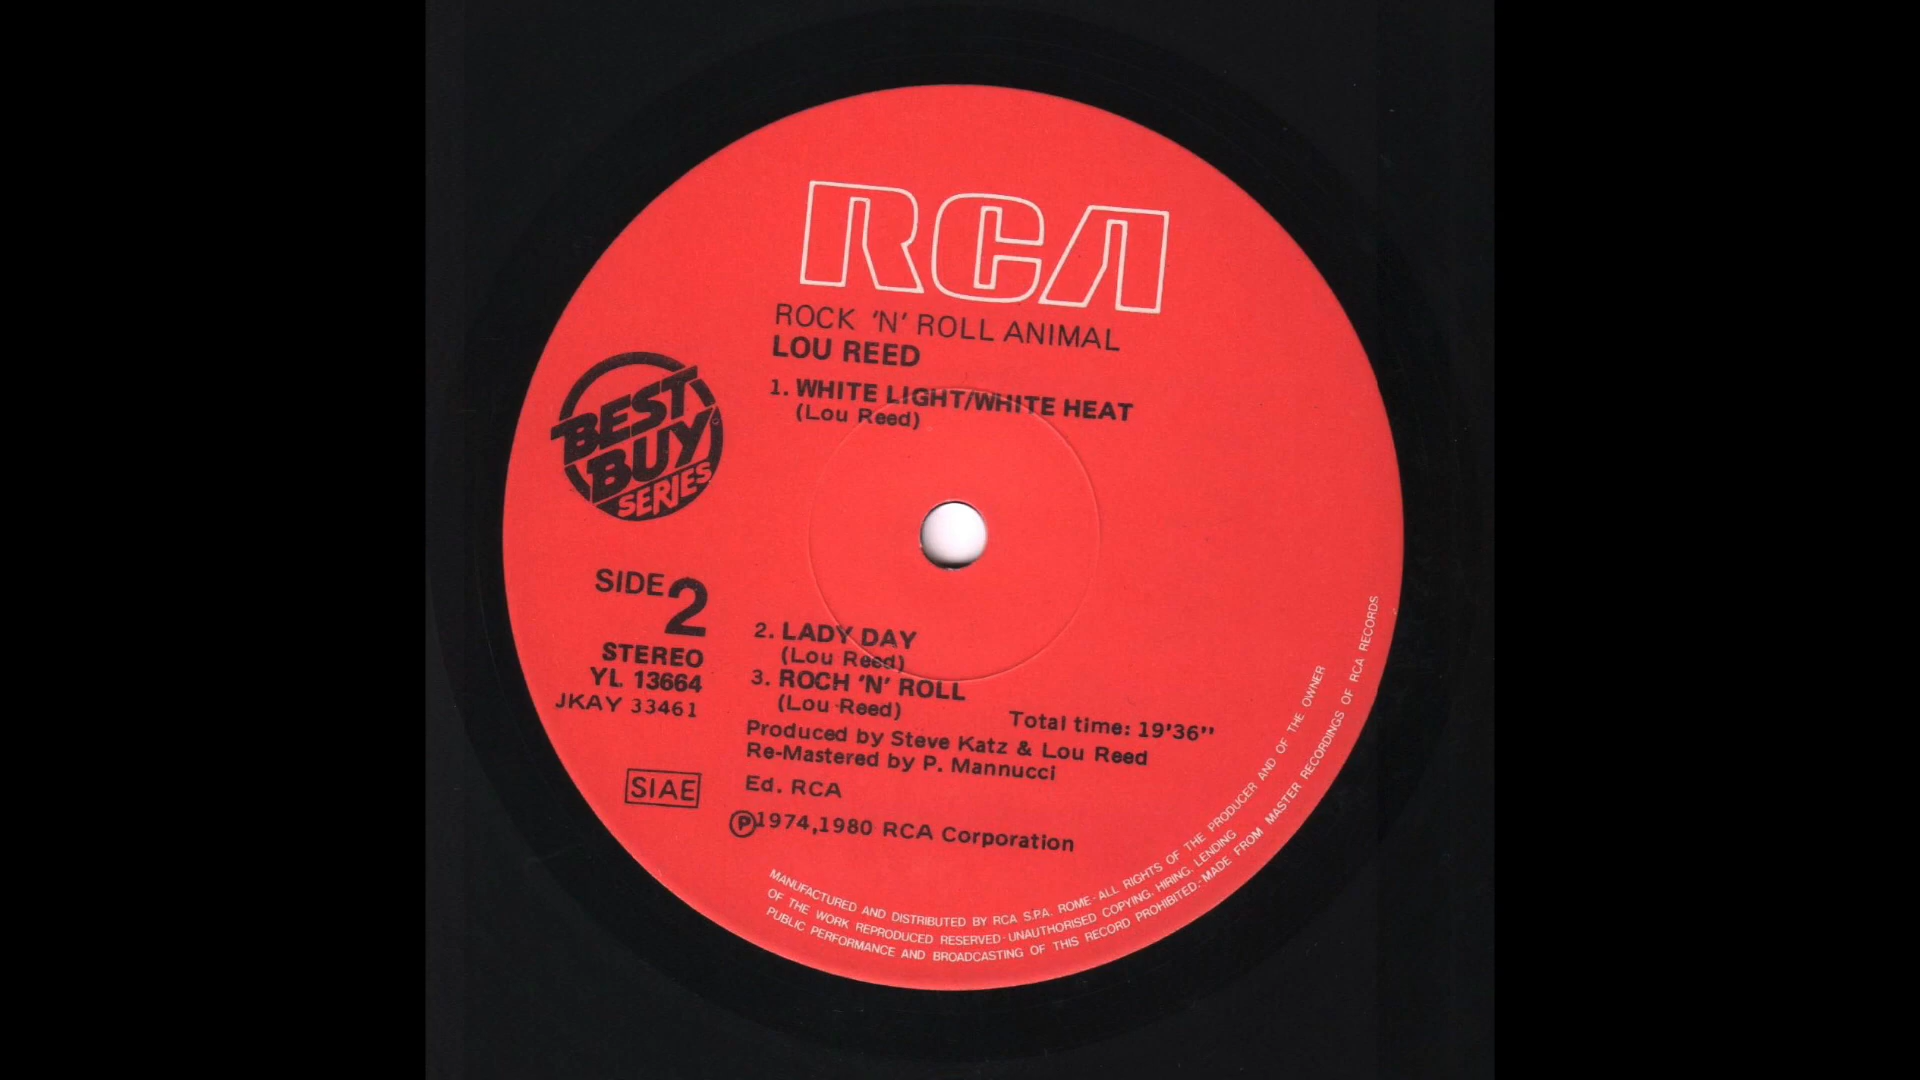 RCA
ROCK 'N' ROLL ANIMAL
LOU REED
1. WHITE LIGHT/WHITE HEAT
(Lou Reed)
BEST
BUY
SERIES
SIDE 2
STEREO
YL 13664
JKAY 33461
2. LADY DAY
(Lou Reed)
3. ROCH 'N' ROLL
(Lou Reed)
Total time: 19'36"
Produced by Steve Katz & Lou Reed
Re-Mastered by P. Mannucci
Ed. RCA
SIAE
Ⓟ1974,1980 RCA Corporation
MANUFACTURED AND DISTRIBUTED BY RCA S.P.A. ROME - ALL RIGHTS OF THE PRODUCER AND OF THE OWNER
OF THE WORK REPRODUCED RESERVED - UNAUTHORISED COPYING, HIRING, LENDING
PUBLIC PERFORMANCE AND BROADCASTING OF THIS RECORD PROHIBITED.- MADE FROM MASTER RECORDINGS OF RCA RECORDS